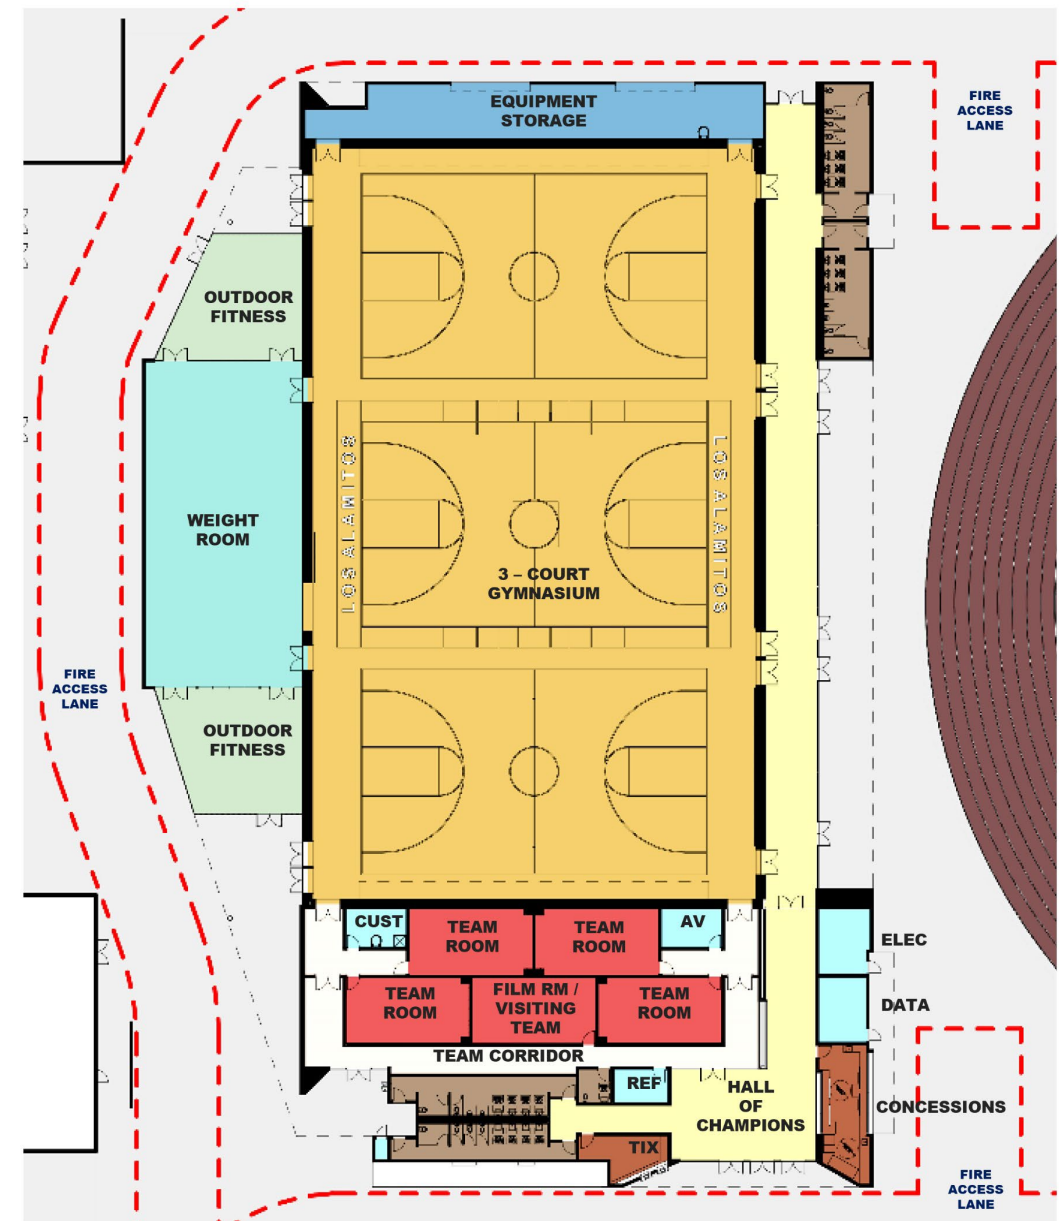 EQUIPMENT
STORAGE
FIRE
ACCESS
LANE
OUTDOOR
FITNESS
WEIGHT
ROOM
LOS ALAMITOS
LOS ALAMITOS
3 – COURT
GYMNASIUM
FIRE
ACCESS
LANE
OUTDOOR
FITNESS
CUST
TEAM
ROOM
TEAM
ROOM
AV
ELEC
TEAM
ROOM
FILM RM /
VISITING
TEAM
TEAM
ROOM
DATA
TEAM CORRIDOR
REF
HALL
OF
CHAMPIONS
CONCESSIONS
TIX
FIRE
ACCESS
LANE